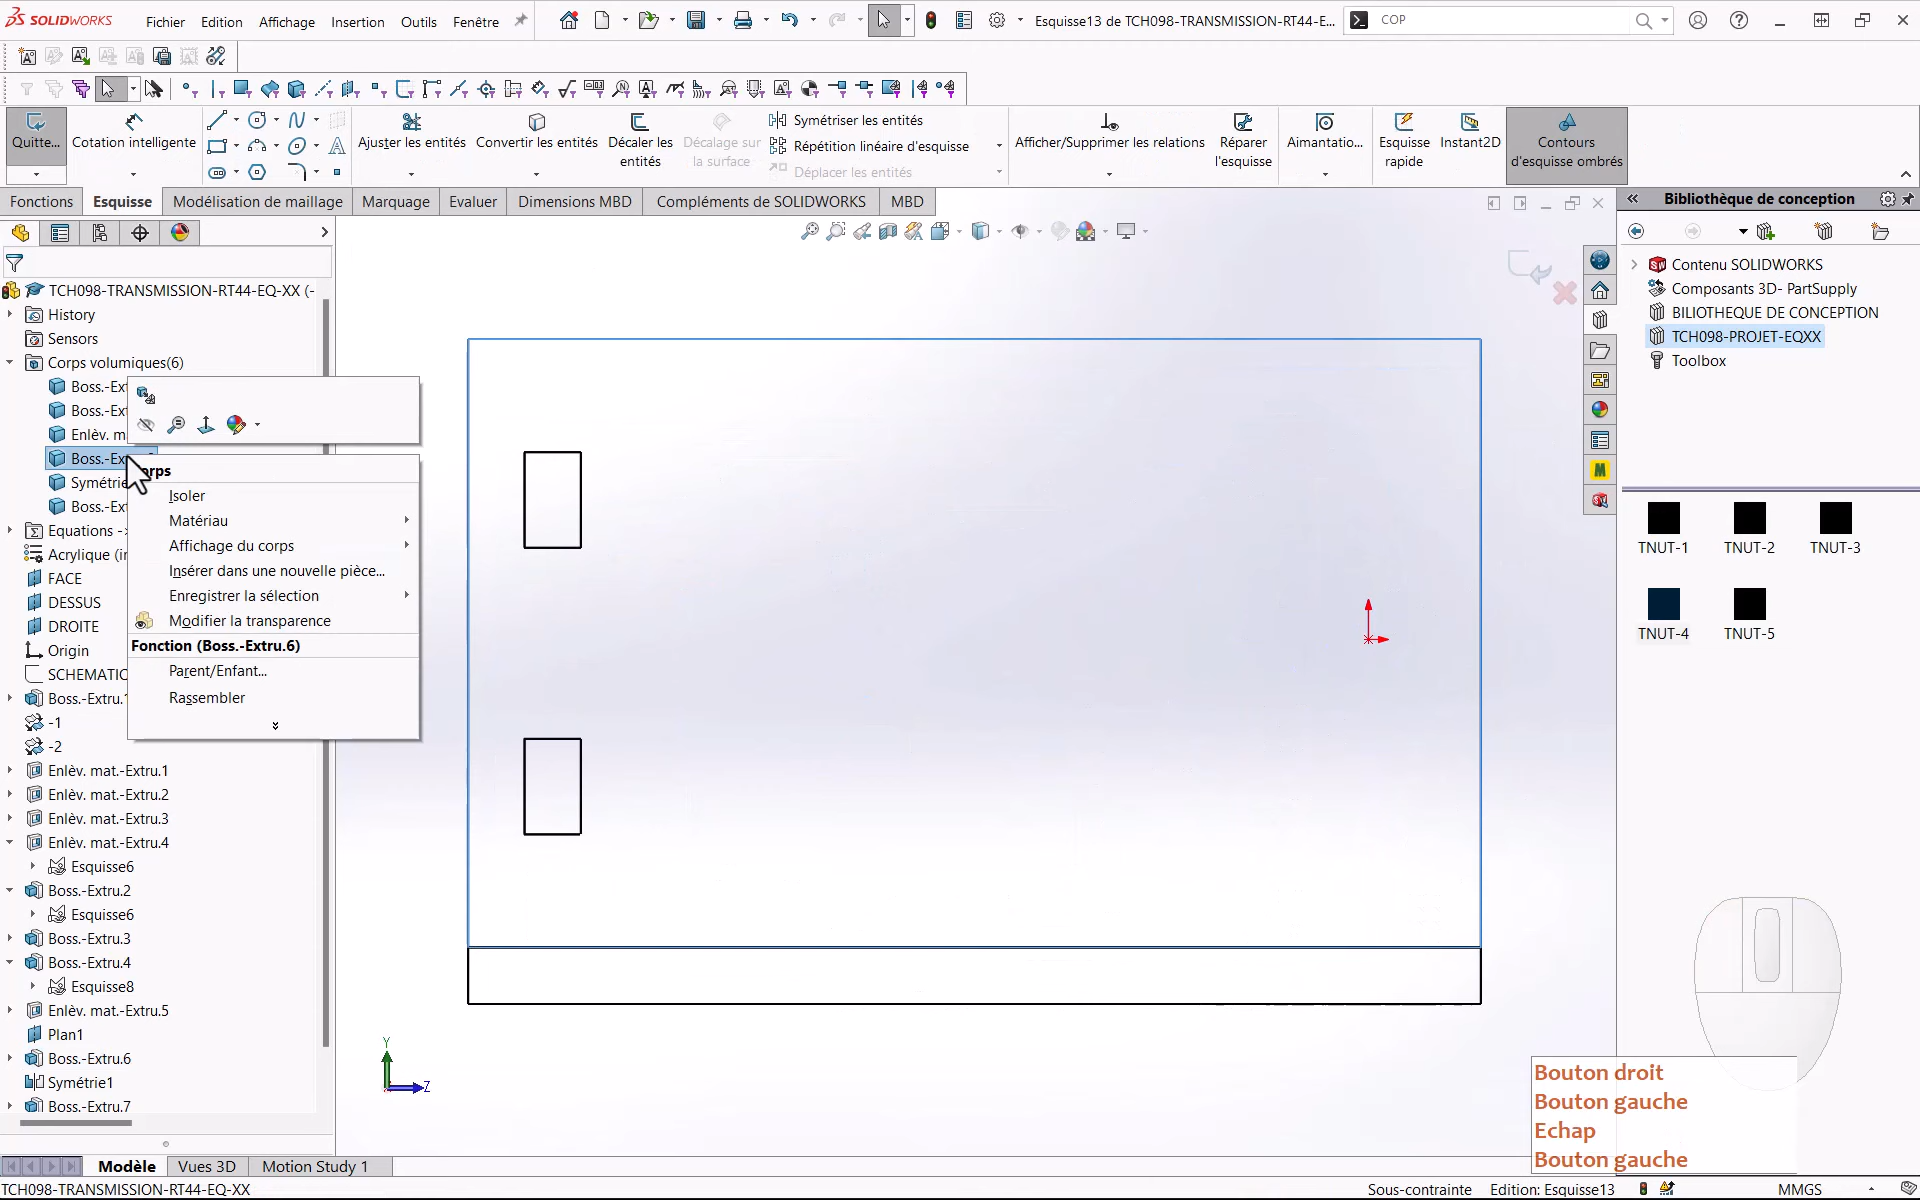 SOLIDWORKS
Fichier Edition Affichage Insertion Outils Fenêtre
Esquisse13 de TCH098-TRANSMISSION-RT44-E...
COP
Quitte...
Cotation intelligente
Ajuster les entités
Convertir les entités
Décaler les
entités
Décalage sur
la surface
Symétriser les entités
Répétition linéaire d'esquisse
Déplacer les entités
Afficher/Supprimer les relations
Réparer
l'esquisse
Aimantatio...
Esquisse
rapide
Instant2D
Contours
d'esquisse ombrés
Fonctions Esquisse Modélisation de maillage Marquage Evaluer Dimensions MBD Compléments de SOLIDWORKS MBD
TCH098-TRANSMISSION-RT44-EQ-XX (-
History
Sensors
Corps volumiques(6)
Boss.-Ext
Boss.-Ext
Enlèv. m
Boss.-Ex
Symétrie
Boss.-Ext
Equations ->
Acrylique (in
FACE
DESSUS
DROITE
Origin
SCHEMATIQ
Boss.-Extru.1
-1
-2
Enlèv. mat.-Extru.1
Enlèv. mat.-Extru.2
Enlèv. mat.-Extru.3
Enlèv. mat.-Extru.4
Esquisse6
Boss.-Extru.2
Esquisse6
Boss.-Extru.3
Boss.-Extru.4
Esquisse8
Enlèv. mat.-Extru.5
Plan1
Boss.-Extru.6
Symétrie1
Boss.-Extru.7
orps
Isoler
Matériau
Affichage du corps
Insérer dans une nouvelle pièce...
Enregistrer la sélection
Modifier la transparence
Fonction (Boss.-Extru.6)
Parent/Enfant...
Rassembler
Y
Z
Bibliothèque de conception
Contenu SOLIDWORKS
Composants 3D- PartSupply
BILIOTHEQUE DE CONCEPTION
TCH098-PROJET-EQXX
Toolbox
TNUT-1 TNUT-2 TNUT-3
TNUT-4 TNUT-5
Bouton droit
Bouton gauche
Echap
Bouton gauche
Modèle Vues 3D Motion Study 1
TCH098-TRANSMISSION-RT44-EQ-XX
Sous-contrainte Edition: Esquisse13 MMGS